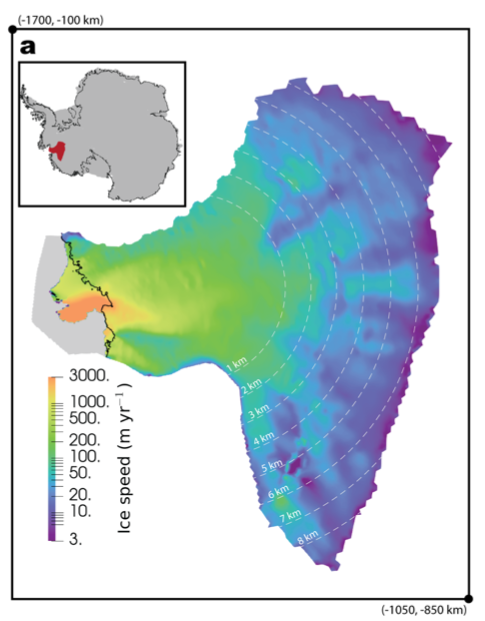 (-1700, -100 km)
a
1 km
2 km
3 km
4 km
5 km
6 km
7 km
8 km
3000.
1000.
500.
200.
100.
50.
20.
10.
3.
Ice speed (m yr⁻¹)
(-1050, -850 km)